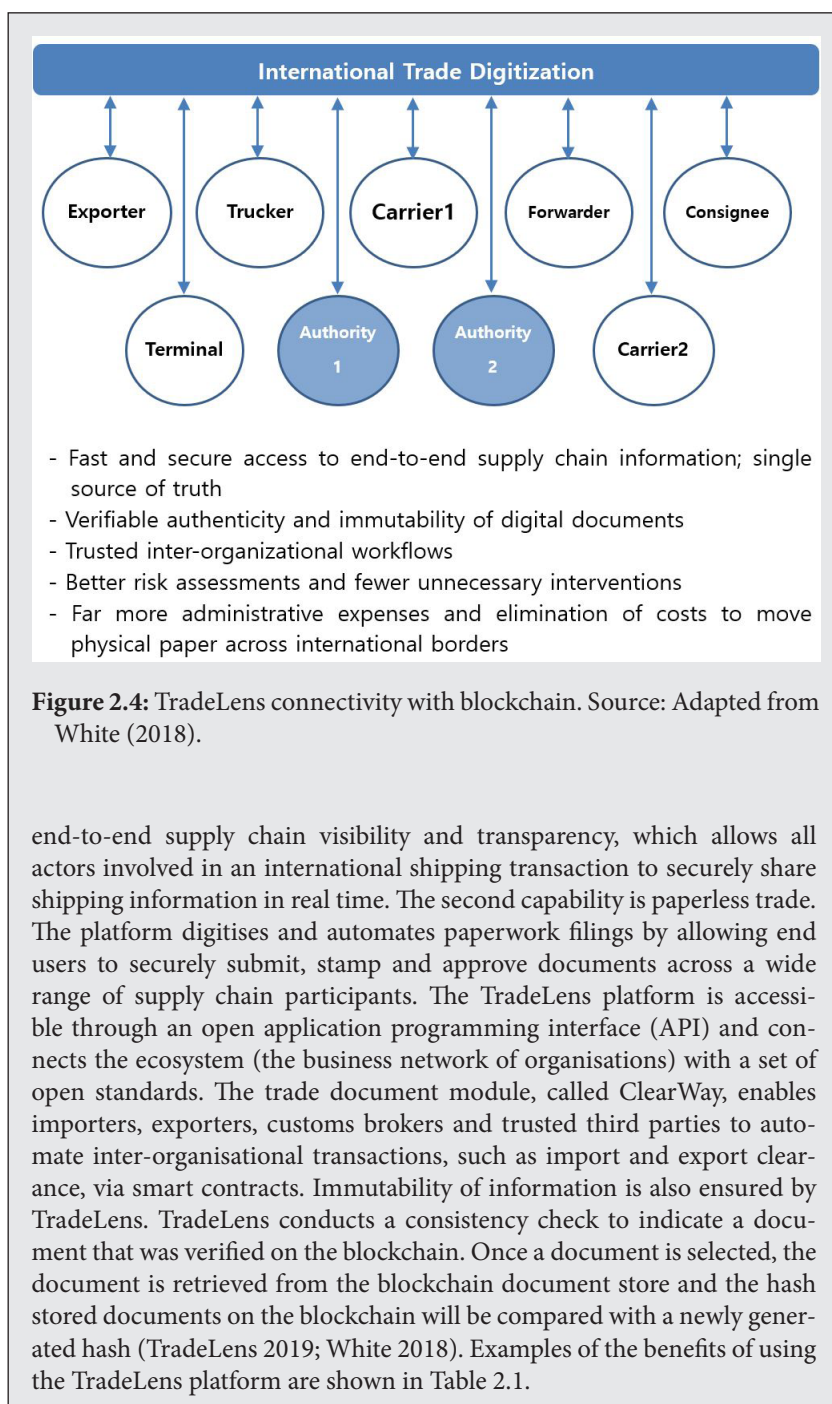 International Trade Digitization
Exporter
Trucker
Carrier1
Forwarder
Consignee
Terminal
Authority
1
Authority
2
Carrier2
- Fast and secure access to end-to-end supply chain information; single
source of truth
- Verifiable authenticity and immutability of digital documents
- Trusted inter-organizational workflows
- Better risk assessments and fewer unnecessary interventions
- Far more administrative expenses and elimination of costs to move
physical paper across international borders
Figure 2.4: TradeLens connectivity with blockchain. Source: Adapted from
White (2018).
end-to-end supply chain visibility and transparency, which allows all
actors involved in an international shipping transaction to securely share
shipping information in real time. The second capability is paperless trade.
The platform digitises and automates paperwork filings by allowing end
users to securely submit, stamp and approve documents across a wide
range of supply chain participants. The TradeLens platform is accessi-
ble through an open application programming interface (API) and con-
nects the ecosystem (the business network of organisations) with a set of
open standards. The trade document module, called ClearWay, enables
importers, exporters, customs brokers and trusted third parties to auto-
mate inter-organisational transactions, such as import and export clear-
ance, via smart contracts. Immutability of information is also ensured by
TradeLens. TradeLens conducts a consistency check to indicate a docu-
ment that was verified on the blockchain. Once a document is selected, the
document is retrieved from the blockchain document store and the hash
stored documents on the blockchain will be compared with a newly gener-
ated hash (TradeLens 2019; White 2018). Examples of the benefits of using
the TradeLens platform are shown in Table 2.1.